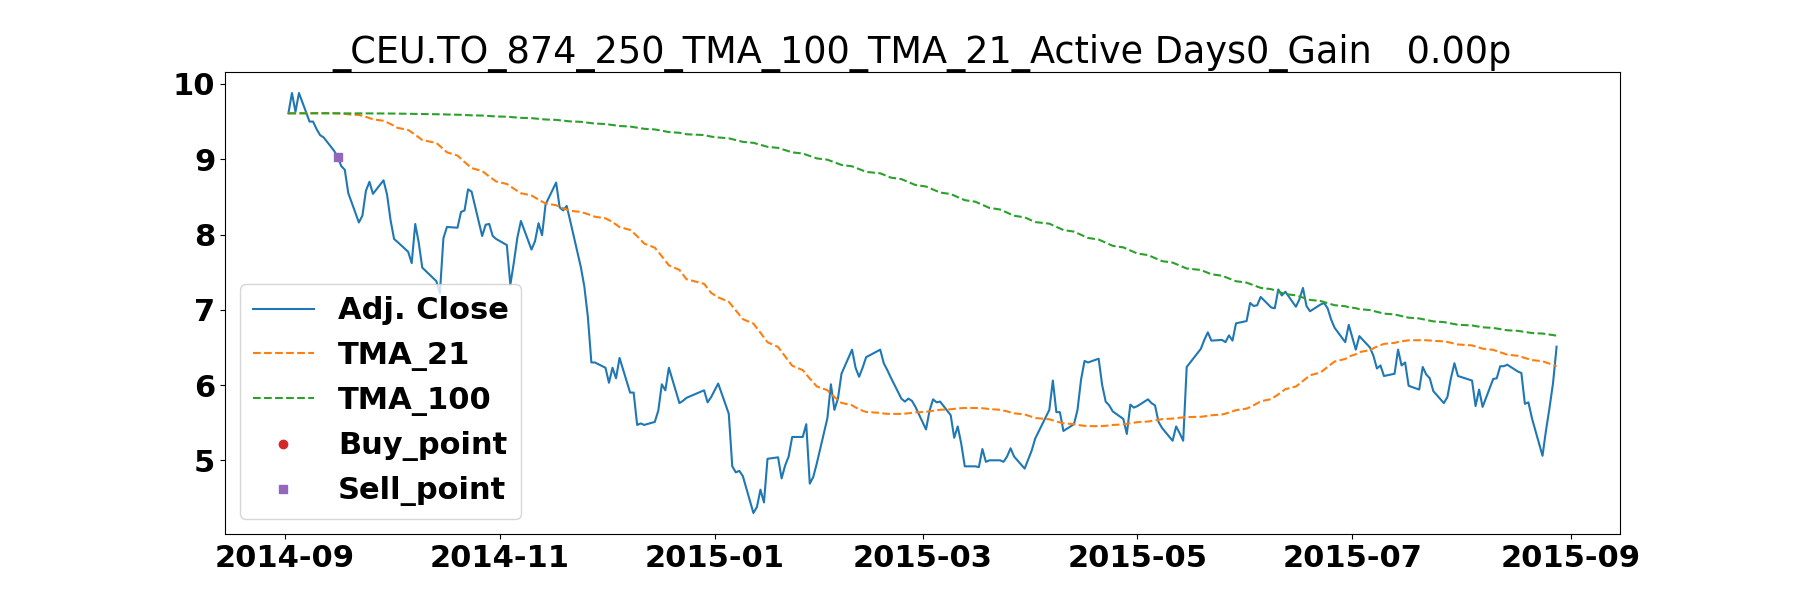 _CEU.TO_874_250_TMA_100_TMA_21_Active Days0_Gain   0.00p
10
9
8
7
6
5
Adj. Close
TMA_21
TMA_100
Buy_point
Sell_point
2014-09 2014-11 2015-01 2015-03 2015-05 2015-07 2015-09